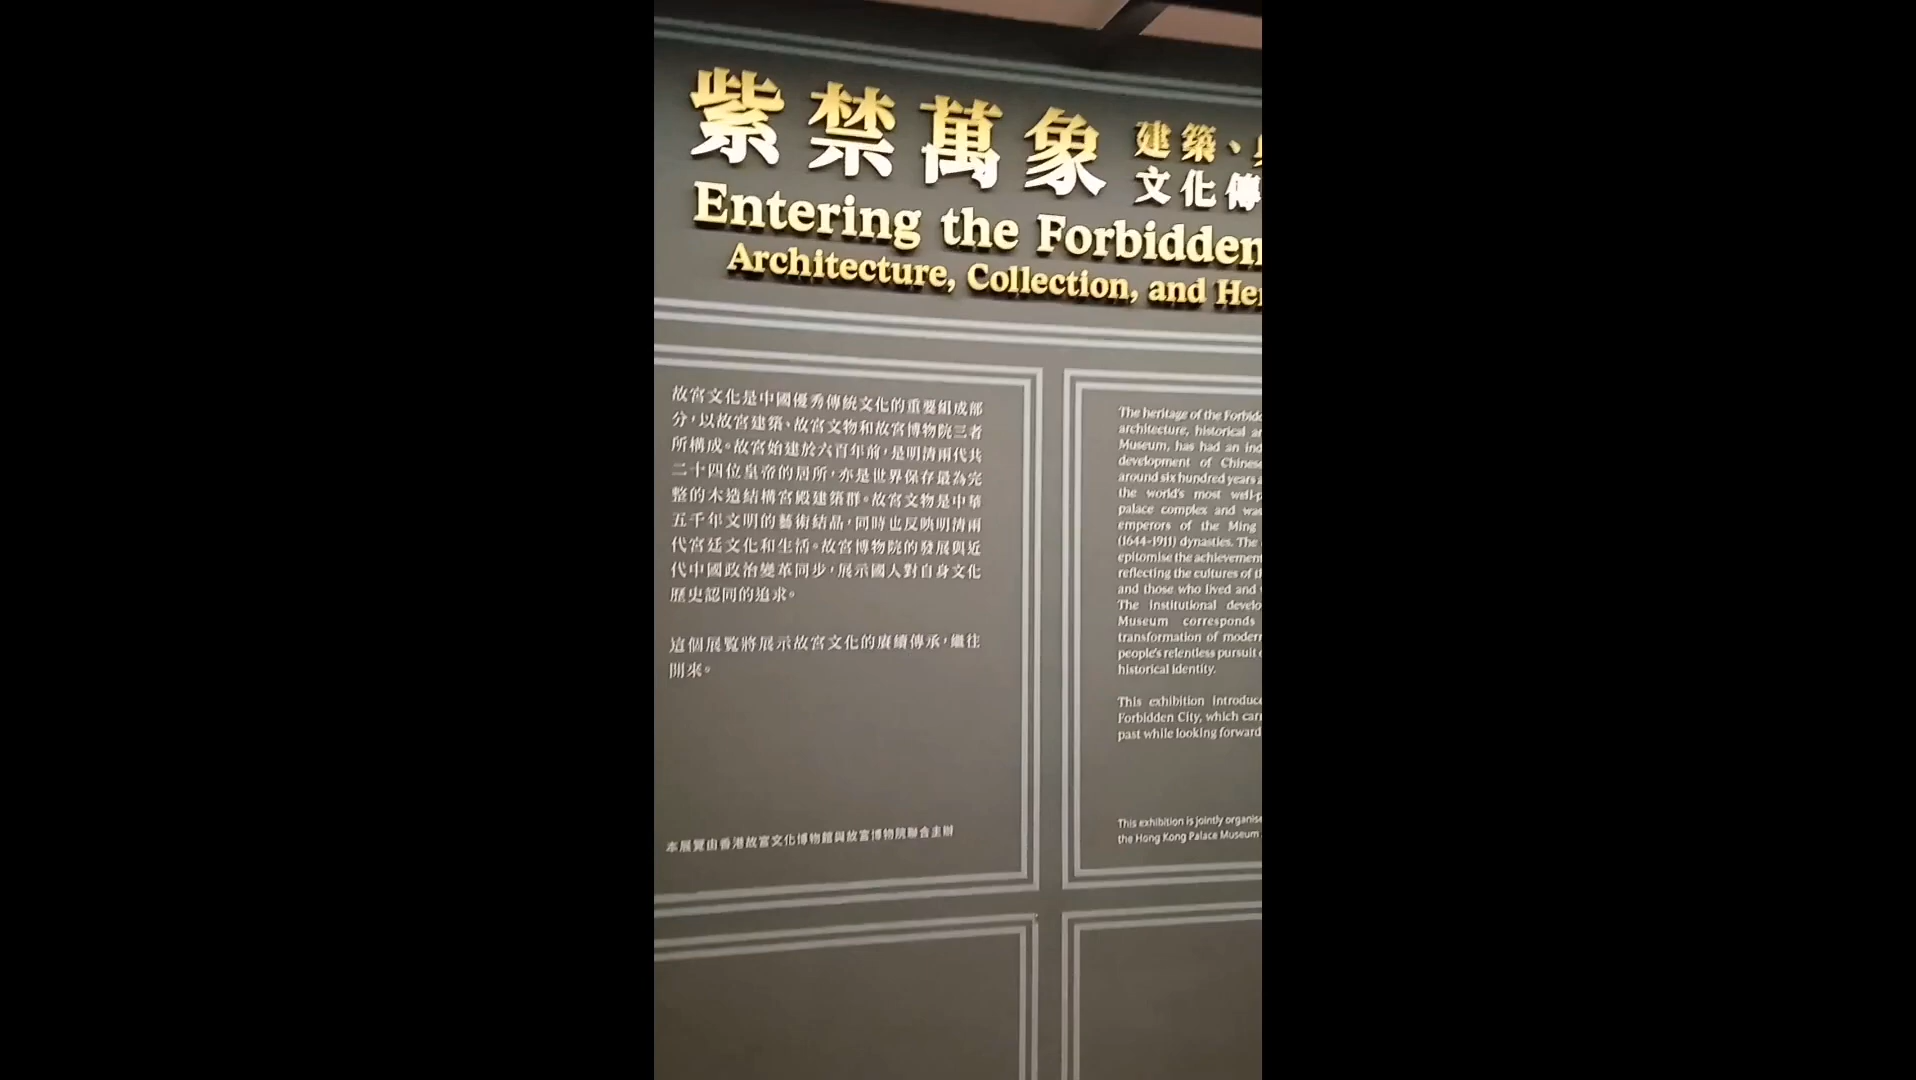 紫禁萬象
建築、
文化傳
Entering the Forbidden
Architecture, Collection, and
故宮文化是中國優秀傳統文化的重要組成部
分，以故宮建築、故宮文物和故宮博物院三者
所構成。故宮始建於六百年前，是明清兩代共
二十四位皇帝的居所，亦是世界保存最為完
整的木造結構宮殿建築群。故宮文物是中華
五千年文明的藝術結晶，同時也反映明清兩
代宮廷文化和生活。故宮博物院的發展與近
代中國政治變革同步，展示國人對自身文化
歷史認同的追求。
這個展覽將展示故宮文化的賡續傳承，繼往
開來。
本展覽由香港故宮文化博物館與故宮博物院聯合主辦
The heritage of the
architecture, historical
Museum, has had an
development of Chinese
around six hundred years
the world's most
palace complex and was
emperors of the Ming
(1644–1911) dynasties. The
epitomise the
reflecting the cultures of
and those who lived and
The institutional
Museum corresponds
transformation of
people's relentless pursuit
historical identity.
This exhibition
Forbidden City, which
past while looking forward
This exhibition is jointly
the Hong Kong Palace Museum